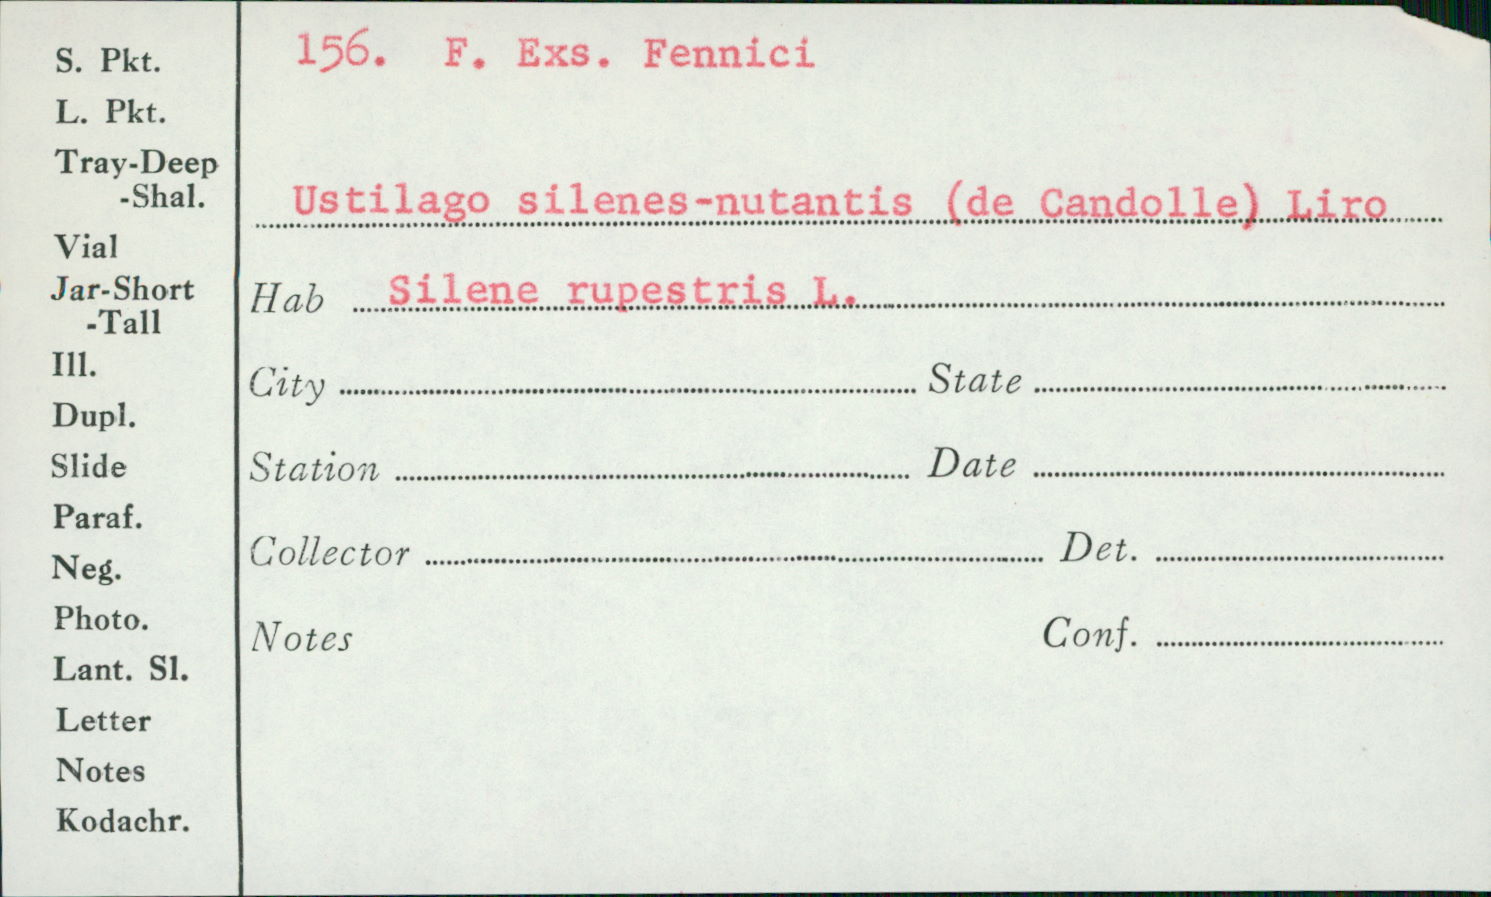 S. Pkt.
L. Pkt.
Tray-Deep
-Shal.
Vial
Jar-Short
-Tall
Ill.
Dupl.
Slide
Paraf.
Neg.
Photo.
Lant. Sl.
Letter
Notes
Kodachr.
156. F. Exs. Fennici
Ustilago silenes-nutantis (de Candolle) Liro
Hab Silene rupestris L.
City State
Station Date
Collector Det.
Notes Conf.